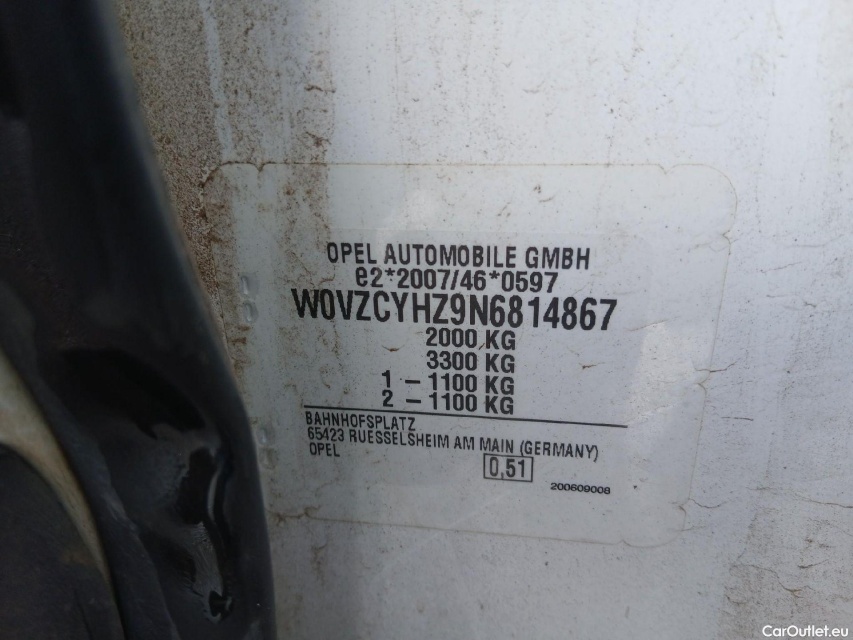 OPEL AUTOMOBILE GMBH
e2*2007/46*0597
W0VZCYHZ9N6814867
2000 KG
3300 KG
1 - 1100 KG
2 - 1100 KG
BAHNHOFSPLATZ
65423 RUESSELSHEIM AM MAIN (GERMANY)
OPEL
0,51
200609008
CarOutlet.eu